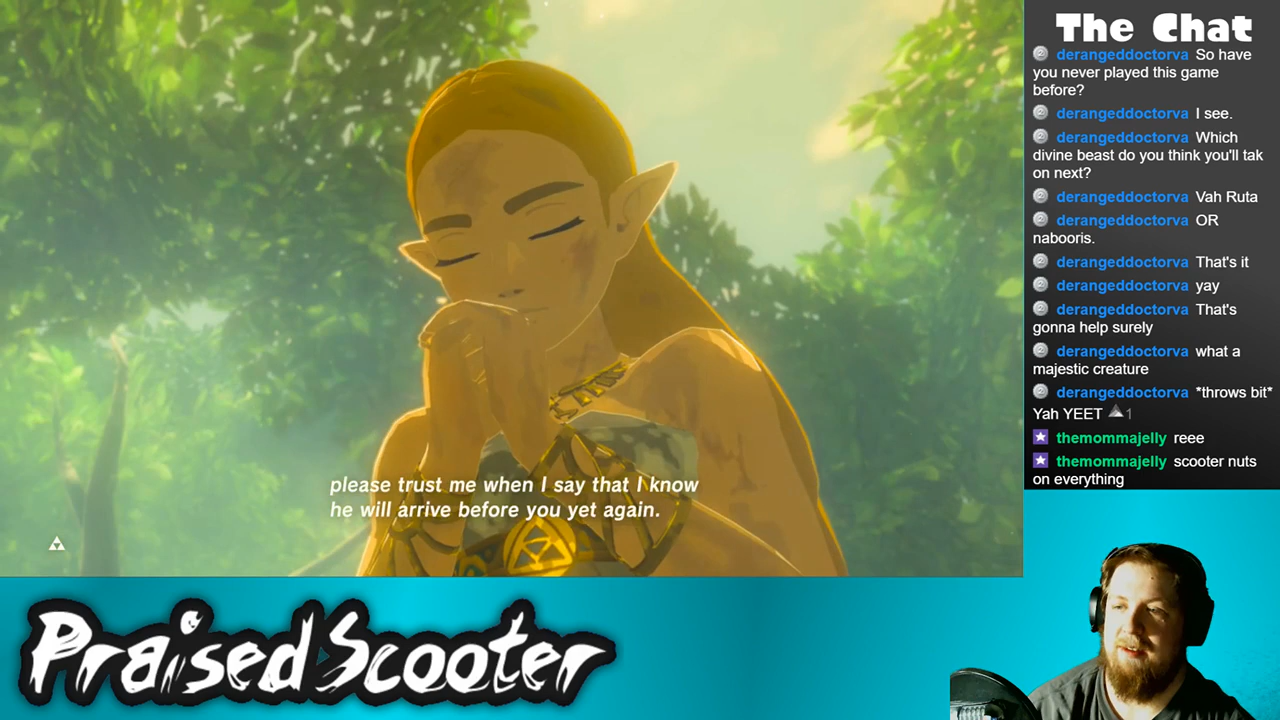 please trust me when I say that I know
he will arrive before you yet again.
PraisedScooter
The Chat
derangeddoctorva So have
you never played this game
before?
derangeddoctorva I see.
derangeddoctorva Which
divine beast do you think you'll tak
on next?
derangeddoctorva Vah Ruta
derangeddoctorva OR
nabooris.
derangeddoctorva That's it
derangeddoctorva yay
derangeddoctorva That's
gonna help surely
derangeddoctorva what a
majestic creature
derangeddoctorva *throws bit*
Yah YEET 1
themommajelly reee
themommajelly scooter nuts
on everything